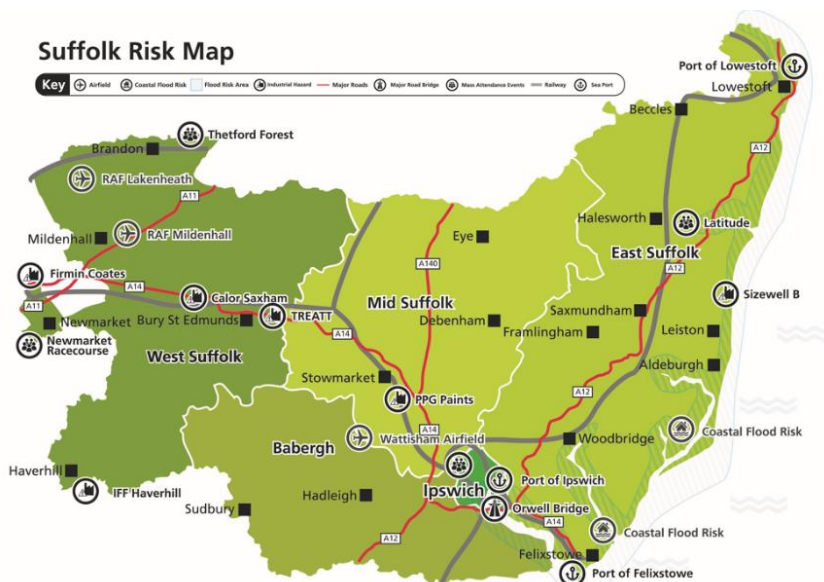 Suffolk Risk Map
Key Airfield Coastal Flood Risk Flood Risk Area Industrial Hazard Major Roads Major Road Bridge Mass Attendance Events Railway Sea Port
Port of Lowestoft
Lowestoft
Beccles
Thetford Forest
Brandon
A12
RAF Lakenheath
A11
Halesworth
Latitude
Mildenhall
RAF Mildenhall
Eye
East Suffolk
A140
A12
Firmin Coates
A14
Calor Saxham
Mid Suffolk
Sizewell B
A11
Newmarket
Bury St Edmunds
TREATT
A14
Debenham
Saxmundham
Framlingham
Leiston
Newmarket
Racecourse
West Suffolk
Aldeburgh
Stowmarket
A12
PPG Paints
A14
Coastal Flood Risk
Babergh
Wattisham Airfield
Woodbridge
Haverhill
IFF Haverhill
Ipswich
Port of Ipswich
Hadleigh
Sudbury
Orwell Bridge
A14
Coastal Flood Risk
A12
Felixstowe
Port of Felixstowe